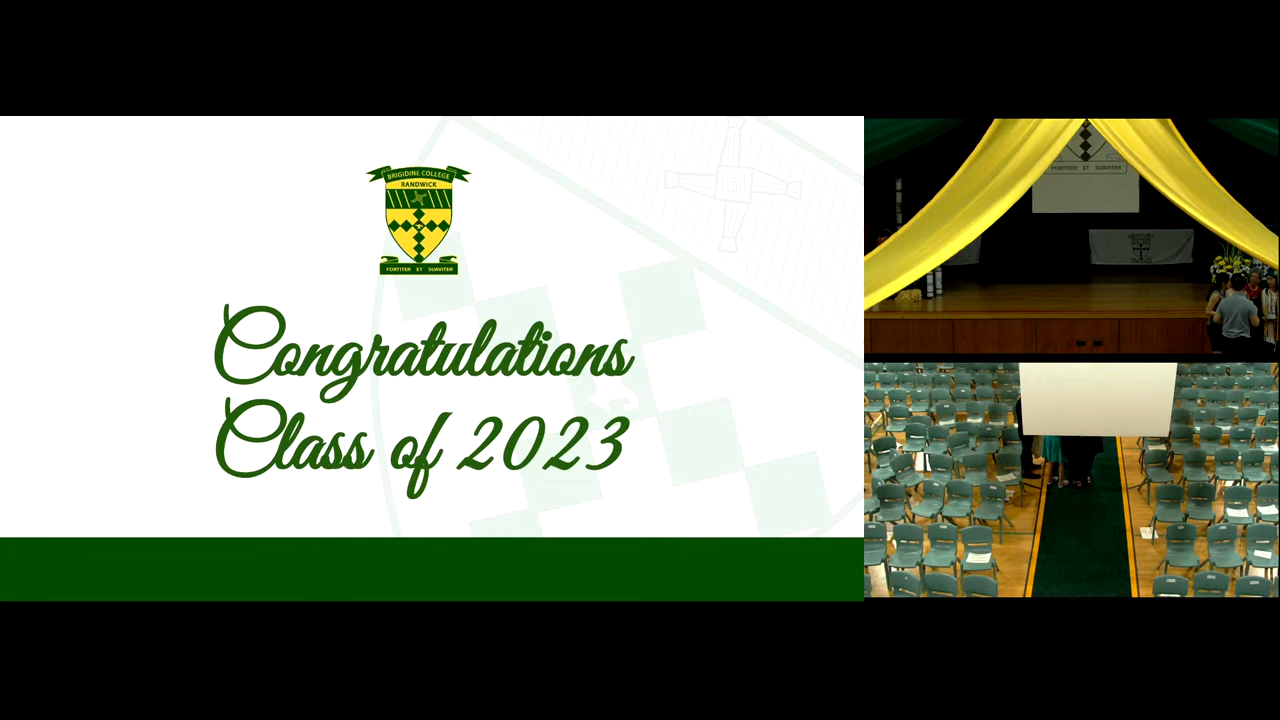 BRIGIDINE COLLEGE
RANDWICK
FORTITER ET SUAVITER
Congratulations
Class of 2023
FORTITER ET SUAVITER